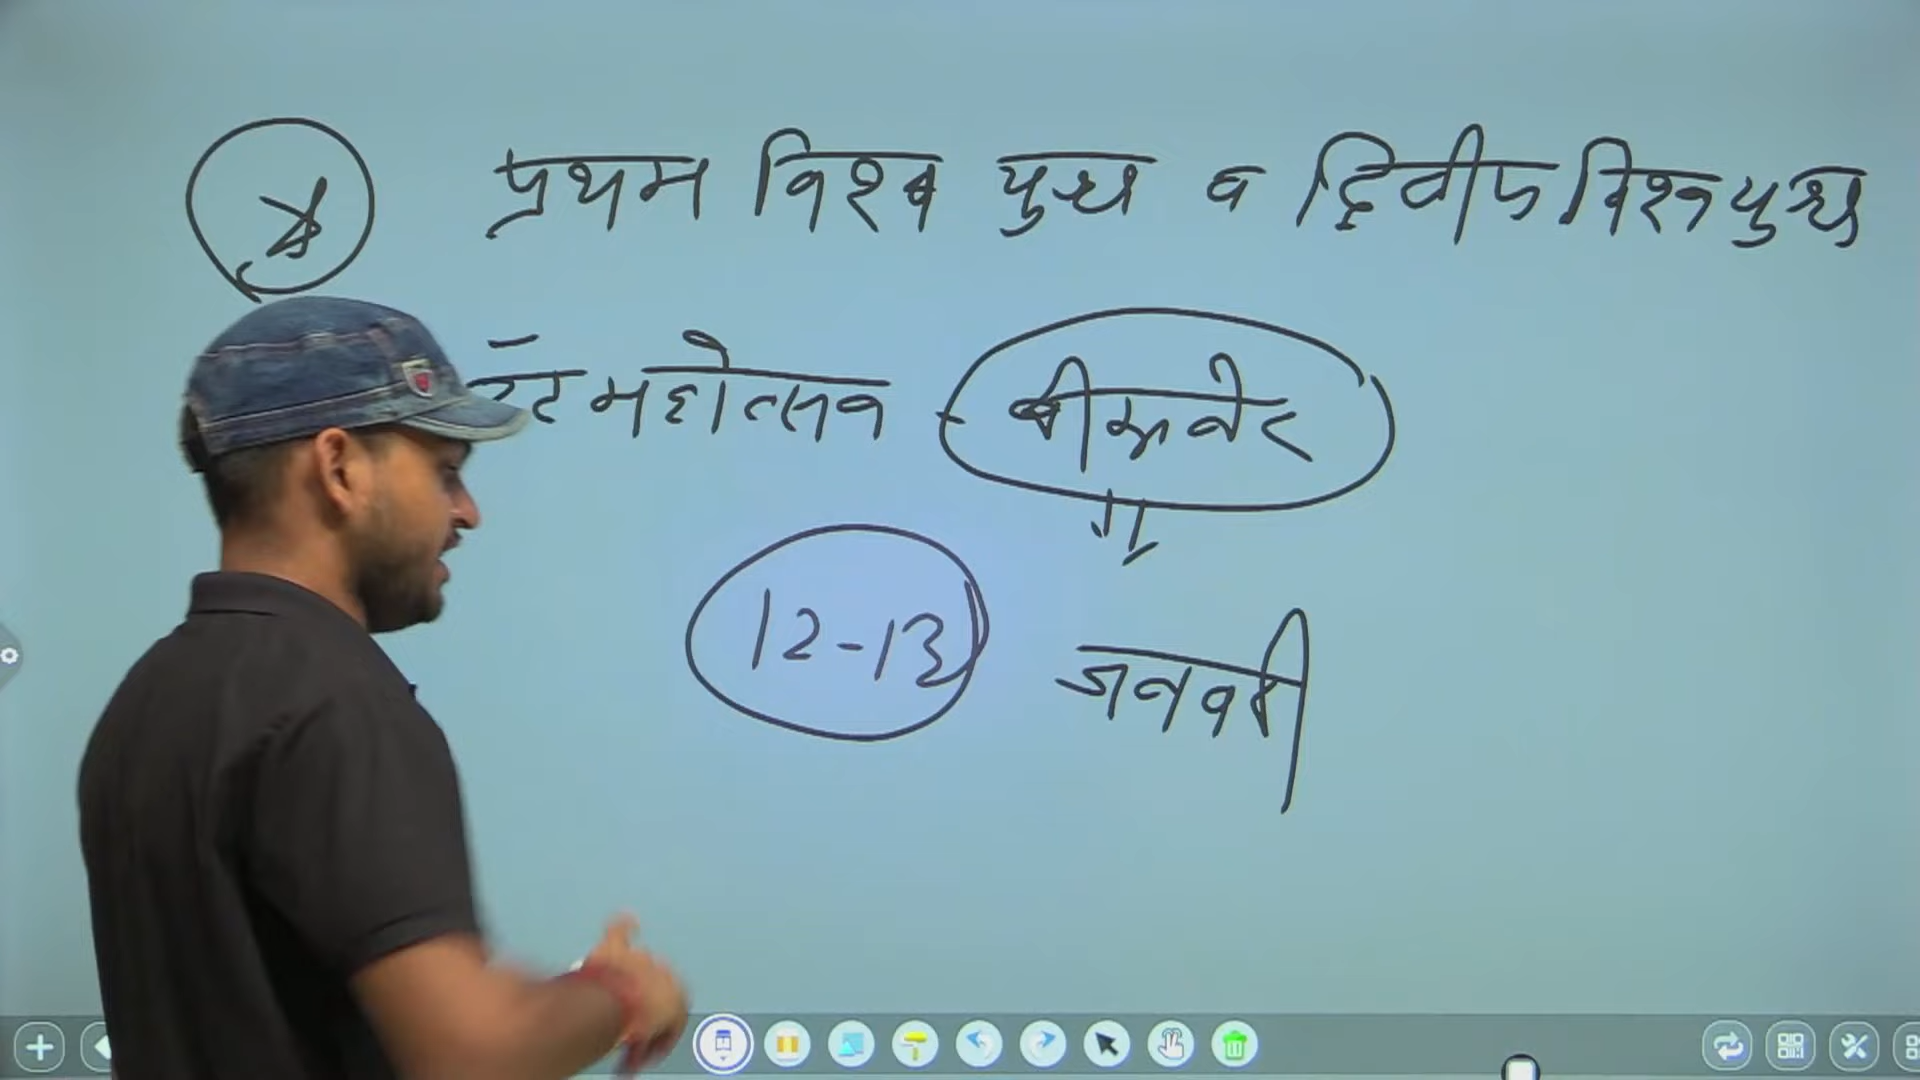 प्रथम विश्व युद्ध व द्वितीय विश्व युद्ध
ऊँट महोत्सव - बीकानेर
12-13 जनवरी